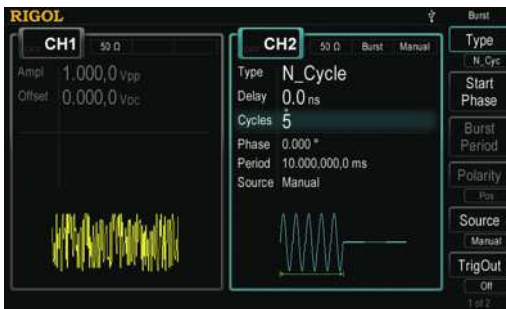 RIGOL
Burst
CH1 50 Ω
Ampl 1.000,0 Vpp
Offset 0.000,0 VDC
CH2 50 Ω Burst Manual
Type N_Cycle
Delay 0.0 ns
Cycles 5
Phase 0.000 °
Period 10.000,000,0 ms
Source Manual
Type
N_Cyc
Start
Phase
Burst
Period
Polarity
Pos
Source
Manual
TrigOut
Off
1 of 2